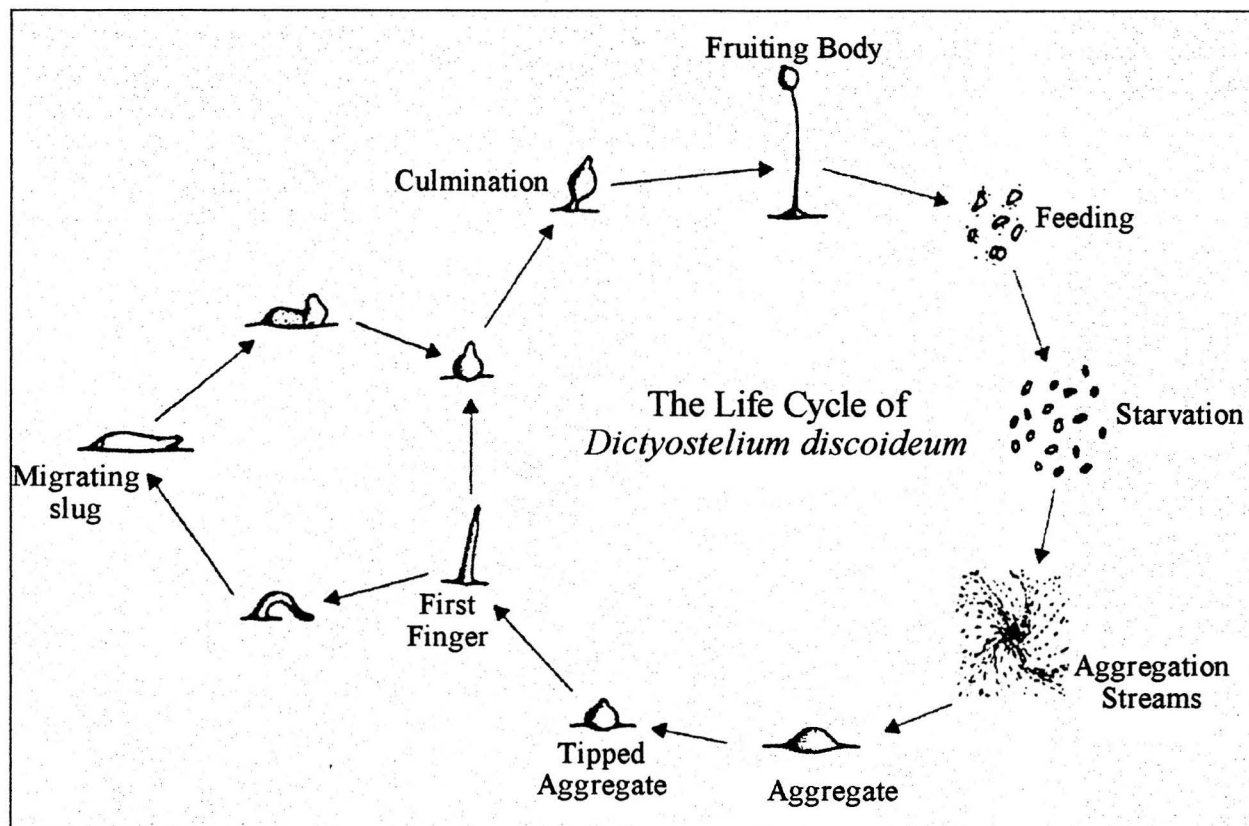 Fruiting Body
Culmination
Feeding
The Life Cycle of
Dictyostelium discoideum
Starvation
Migrating
slug
First
Finger
Aggregation
Streams
Tipped
Aggregate
Aggregate